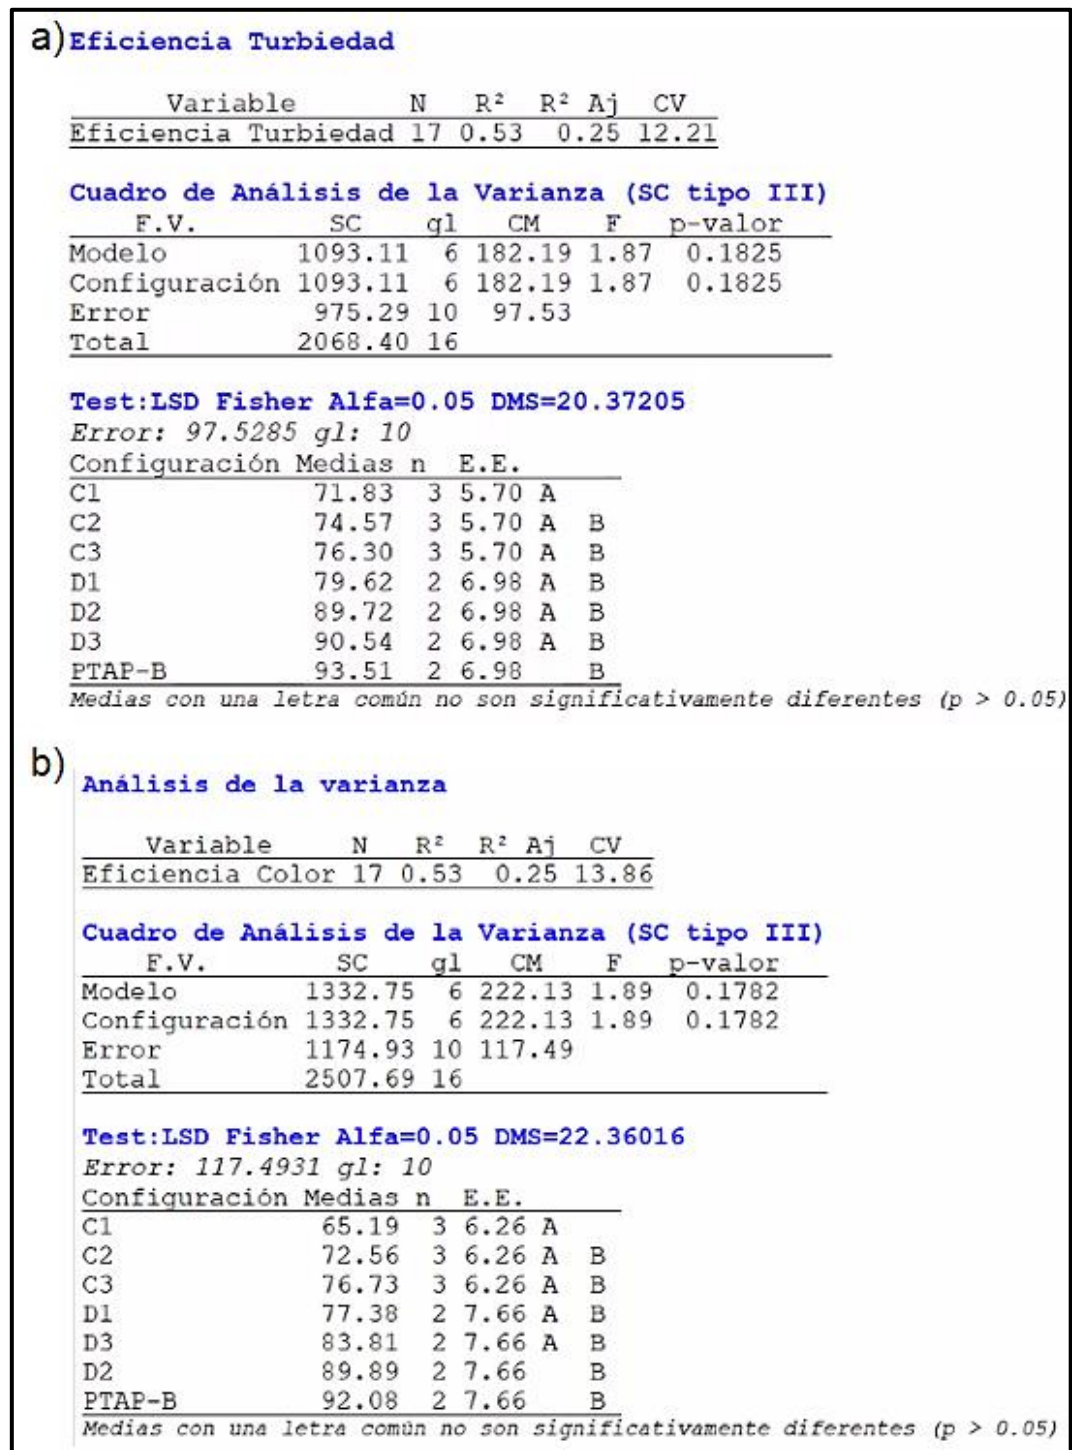 a) Eficiencia Turbiedad
Variable N R² R² Aj CV
Eficiencia Turbiedad 17 0.53 0.25 12.21
Cuadro de Análisis de la Varianza (SC tipo III)
F.V. SC gl CM F p-valor
Modelo 1093.11 6 182.19 1.87 0.1825
Configuración 1093.11 6 182.19 1.87 0.1825
Error 975.29 10 97.53
Total 2068.40 16
Test:LSD Fisher Alfa=0.05 DMS=20.37205
Error: 97.5285 gl: 10
Configuración Medias n E.E.
C1 71.83 3 5.70 A
C2 74.57 3 5.70 A B
C3 76.30 3 5.70 A B
D1 79.62 2 6.98 A B
D2 89.72 2 6.98 A B
D3 90.54 2 6.98 A B
PTAP-B 93.51 2 6.98 B
Medias con una letra común no son significativamente diferentes (p > 0.05)
b) Análisis de la varianza
Variable N R² R² Aj CV
Eficiencia Color 17 0.53 0.25 13.86
Cuadro de Análisis de la Varianza (SC tipo III)
F.V. SC gl CM F p-valor
Modelo 1332.75 6 222.13 1.89 0.1782
Configuración 1332.75 6 222.13 1.89 0.1782
Error 1174.93 10 117.49
Total 2507.69 16
Test:LSD Fisher Alfa=0.05 DMS=22.36016
Error: 117.4931 gl: 10
Configuración Medias n E.E.
C1 65.19 3 6.26 A
C2 72.56 3 6.26 A B
C3 76.73 3 6.26 A B
D1 77.38 2 7.66 A B
D3 83.81 2 7.66 A B
D2 89.89 2 7.66 B
PTAP-B 92.08 2 7.66 B
Medias con una letra común no son significativamente diferentes (p > 0.05)